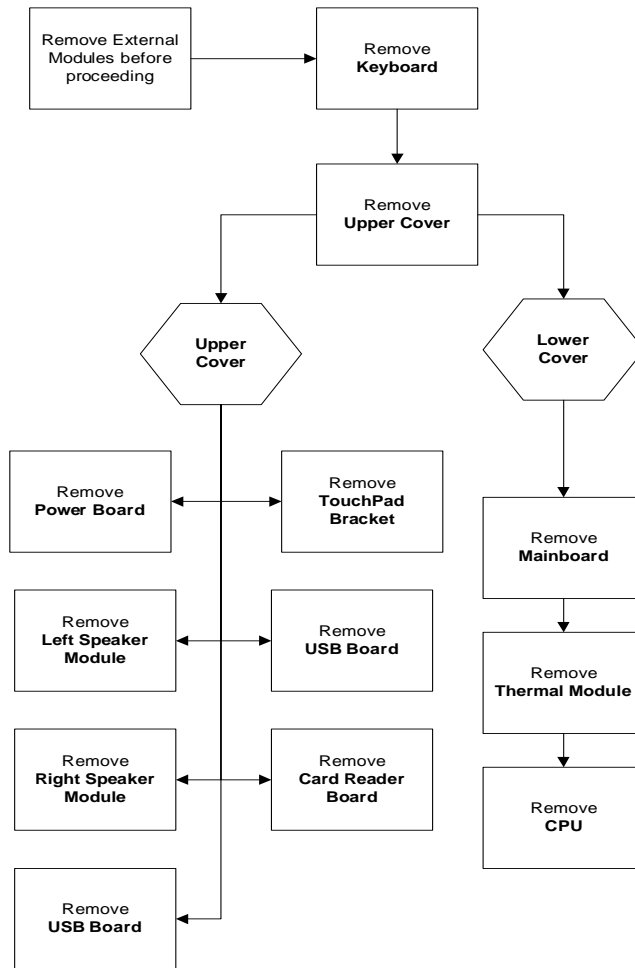 Remove External
Modules before
proceeding
Remove
Keyboard
Remove
Upper Cover
Upper
Cover
Lower
Cover
Remove
Power Board
Remove
TouchPad
Bracket
Remove
Mainboard
Remove
Left Speaker
Module
Remove
USB Board
Remove
Thermal Module
Remove
Right Speaker
Module
Remove
Card Reader
Board
Remove
CPU
Remove
USB Board